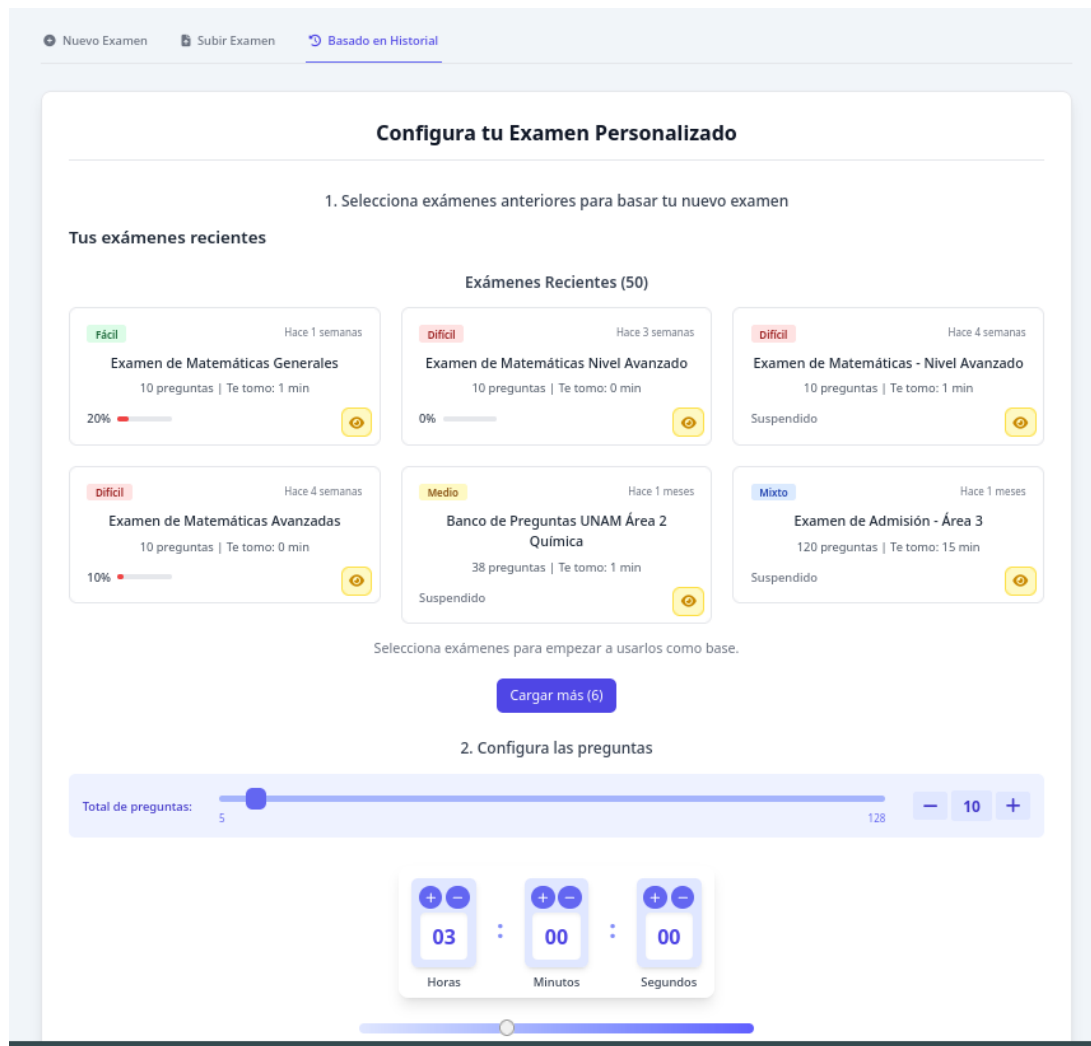 Nuevo Examen Subir Examen Basado en Historial
Configura tu Examen Personalizado
1. Selecciona exámenes anteriores para basar tu nuevo examen
Tus exámenes recientes
Exámenes Recientes (50)
Fácil Hace 1 semanas
Examen de Matemáticas Generales
10 preguntas | Te tomo: 1 min
20%
Difícil Hace 3 semanas
Examen de Matemáticas Nivel Avanzado
10 preguntas | Te tomo: 0 min
0%
Difícil Hace 4 semanas
Examen de Matemáticas - Nivel Avanzado
10 preguntas | Te tomo: 1 min
Suspendido
Difícil Hace 4 semanas
Examen de Matemáticas Avanzadas
10 preguntas | Te tomo: 0 min
10%
Medio Hace 1 meses
Banco de Preguntas UNAM Área 2
Química
38 preguntas | Te tomo: 1 min
Suspendido
Mixto Hace 1 meses
Examen de Admisión - Área 3
120 preguntas | Te tomo: 15 min
Suspendido
Selecciona exámenes para empezar a usarlos como base.
Cargar más (6)
2. Configura las preguntas
Total de preguntas: − 10 +
5 128
+ − + − + −
03 : 00 : 00
Horas Minutos Segundos